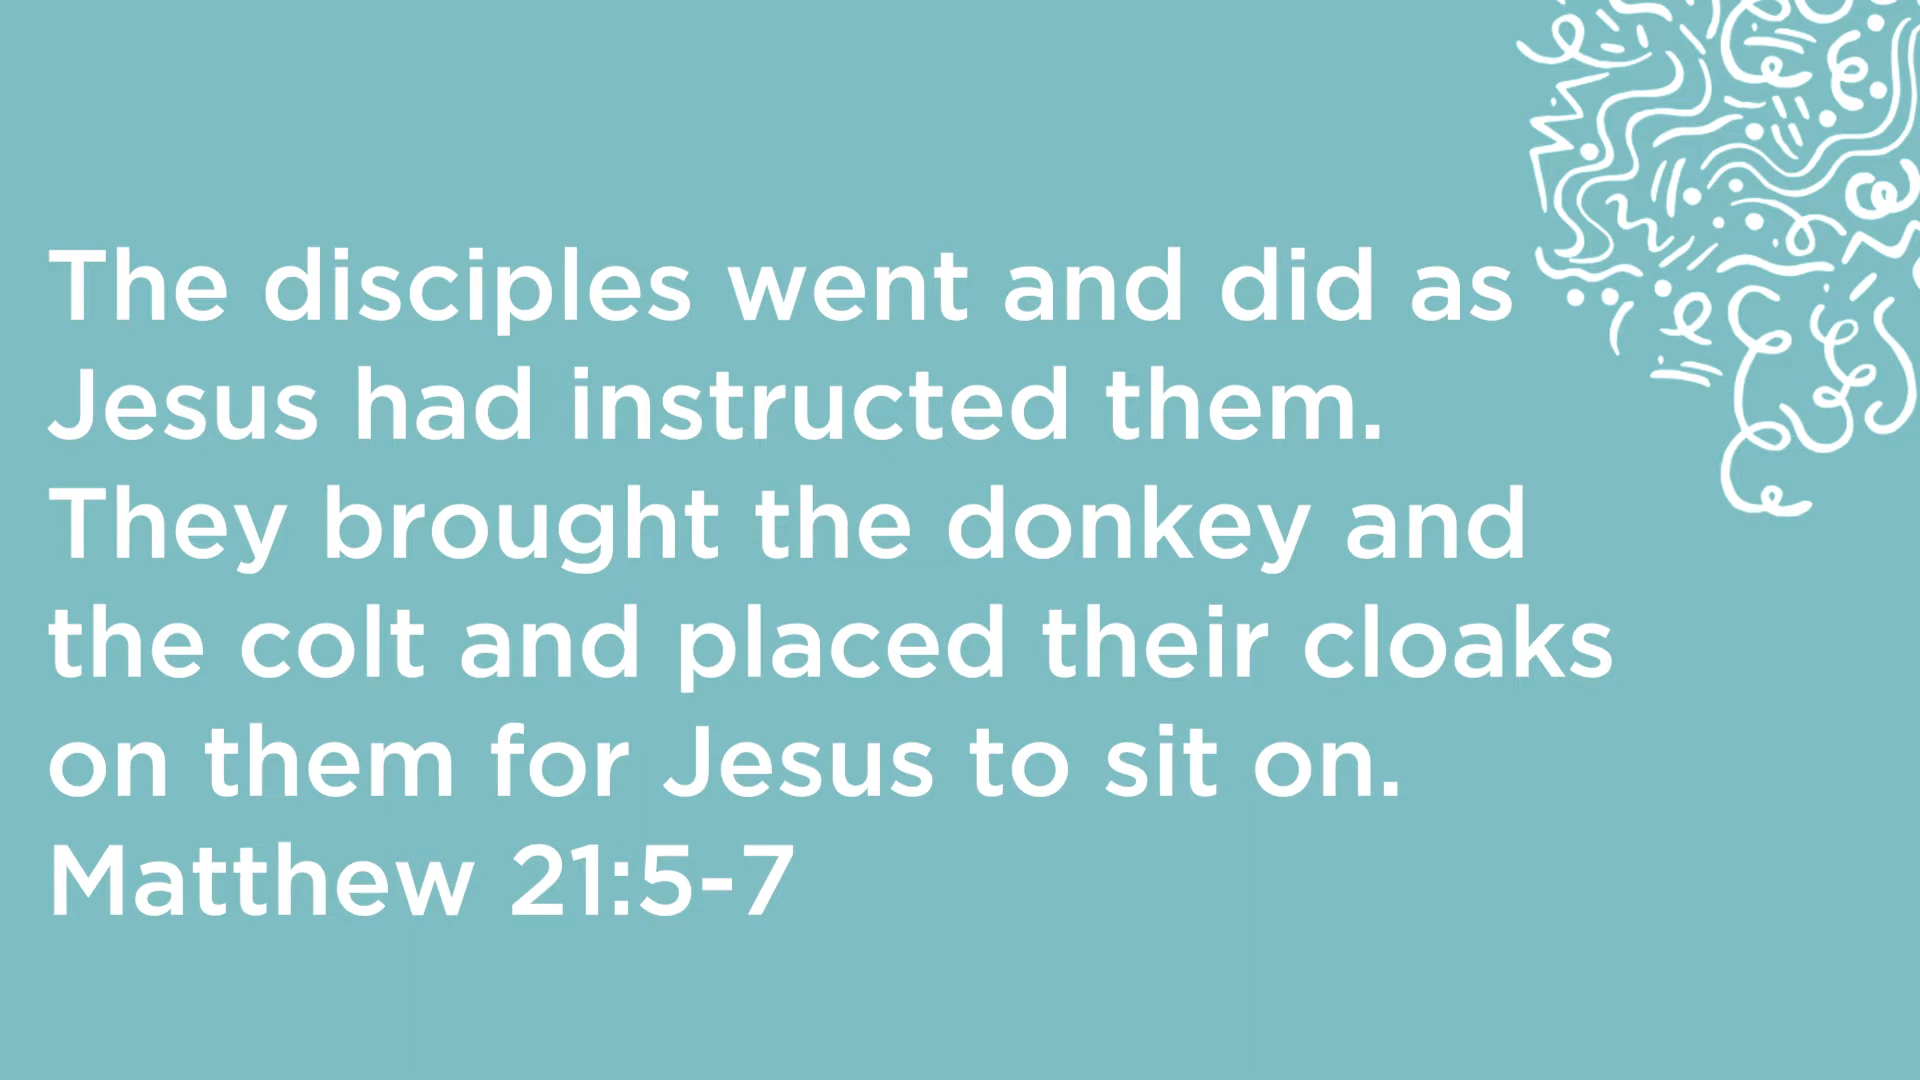 The disciples went and did as
Jesus had instructed them.
They brought the donkey and
the colt and placed their cloaks
on them for Jesus to sit on.
Matthew 21:5-7